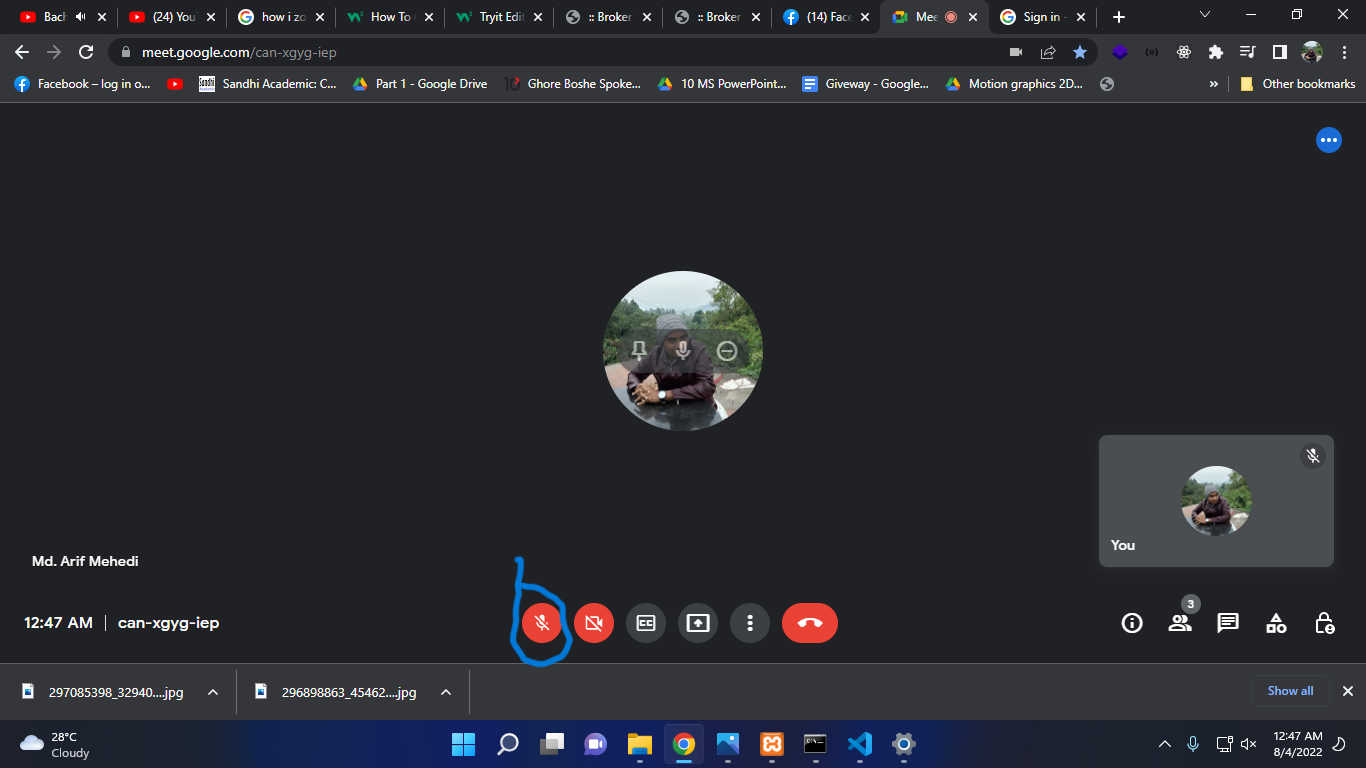 Bach
(24) You
how i zo
How To
Tryit Edit
:: Broker
:: Broker
(14) Face
Mee
Sign in -
meet.google.com/can-xgyg-iep
Facebook – log in o...
Sandhi Academic: C...
Part 1 - Google Drive
Ghore Boshe Spoke...
10 MS PowerPoint...
Giveway - Google...
Motion graphics 2D...
»
Other bookmarks
You
Md. Arif Mehedi
12:47 AM | can-xgyg-iep
CC
3
297085398_32940....jpg
296898863_45462....jpg
Show all
28°C
Cloudy
12:47 AM
8/4/2022